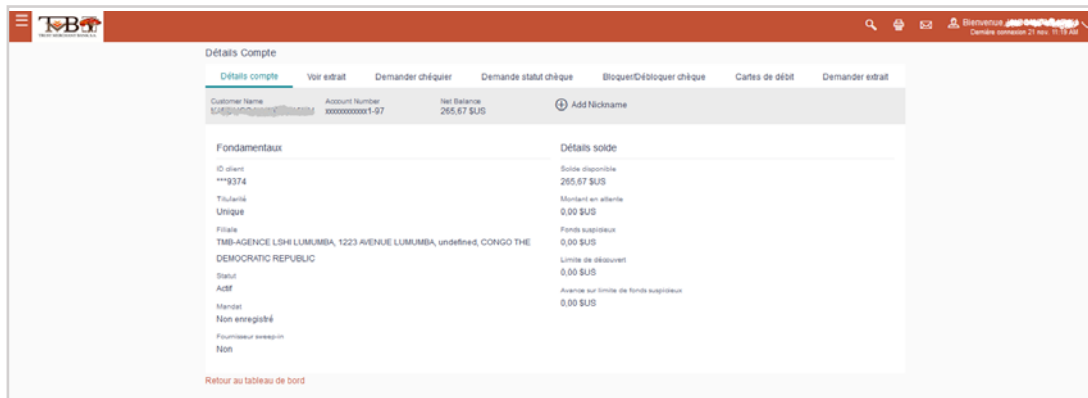 TMB
TRUST MERCHANT BANK S.A.
Bienvenue,
Dernière connexion 21 nov. 11:19 AM
Détails Compte
Détails compte Voir extrait Demander chéquier Demande statut chèque Bloquer/Débloquer chèque Cartes de débit Demander extrait
Customer Name Account Number Net Balance
xxxxxxxxxxxx1-97 265,67 $US Add Nickname
Fondamentaux
ID client
***9374
Titularité
Unique
Filiale
TMB-AGENCE LSHI LUMUMBA, 1223 AVENUE LUMUMBA, undefined, CONGO THE
DEMOCRATIC REPUBLIC
Statut
Actif
Mandat
Non enregistré
Fournisseur sweep-in
Non
Détails solde
Solde disponible
265,67 $US
Montant en attente
0,00 $US
Fonds suspicieux
0,00 $US
Limite de découvert
0,00 $US
Avance sur limite de fonds suspicieux
0,00 $US
Retour au tableau de bord